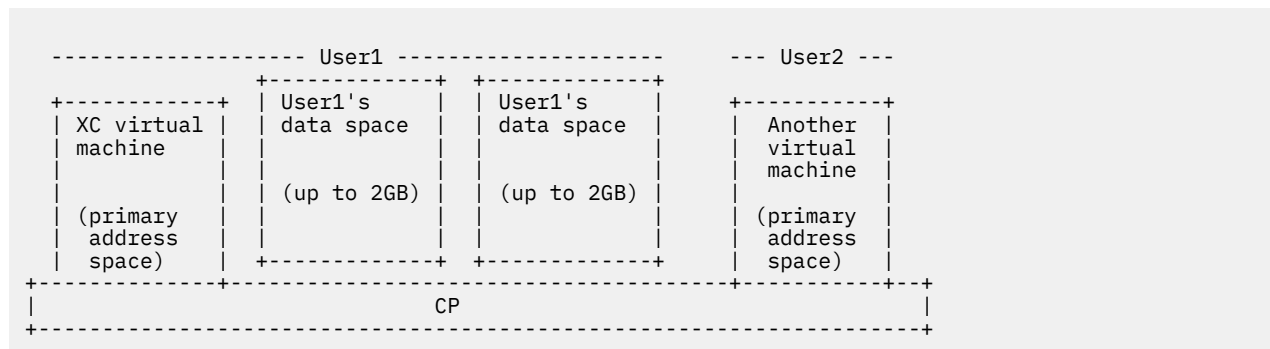 -------------------- User1 --------------------- --- User2 ---
+-------------+ +-------------+
+------------+ | User1's | | User1's | +-----------+
| XC virtual | | data space | | data space | | Another |
| machine | | | | | | virtual |
| | | | | | | machine |
| | | (up to 2GB) | | (up to 2GB) | | |
| (primary | | | | | | (primary |
| address | | | | | | address |
| space) | +-------------+ +-------------+ | space) |
+--------------+----------------------------------------+-----------+--+
| CP |
+----------------------------------------------------------------------+